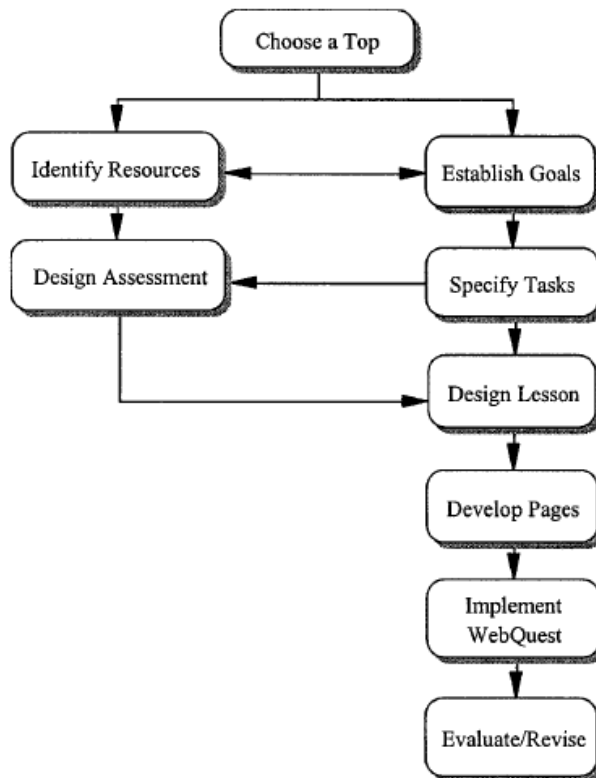 Choose a Top
Identify Resources
Establish Goals
Design Assessment
Specify Tasks
Design Lesson
Develop Pages
Implement
WebQuest
Evaluate/Revise